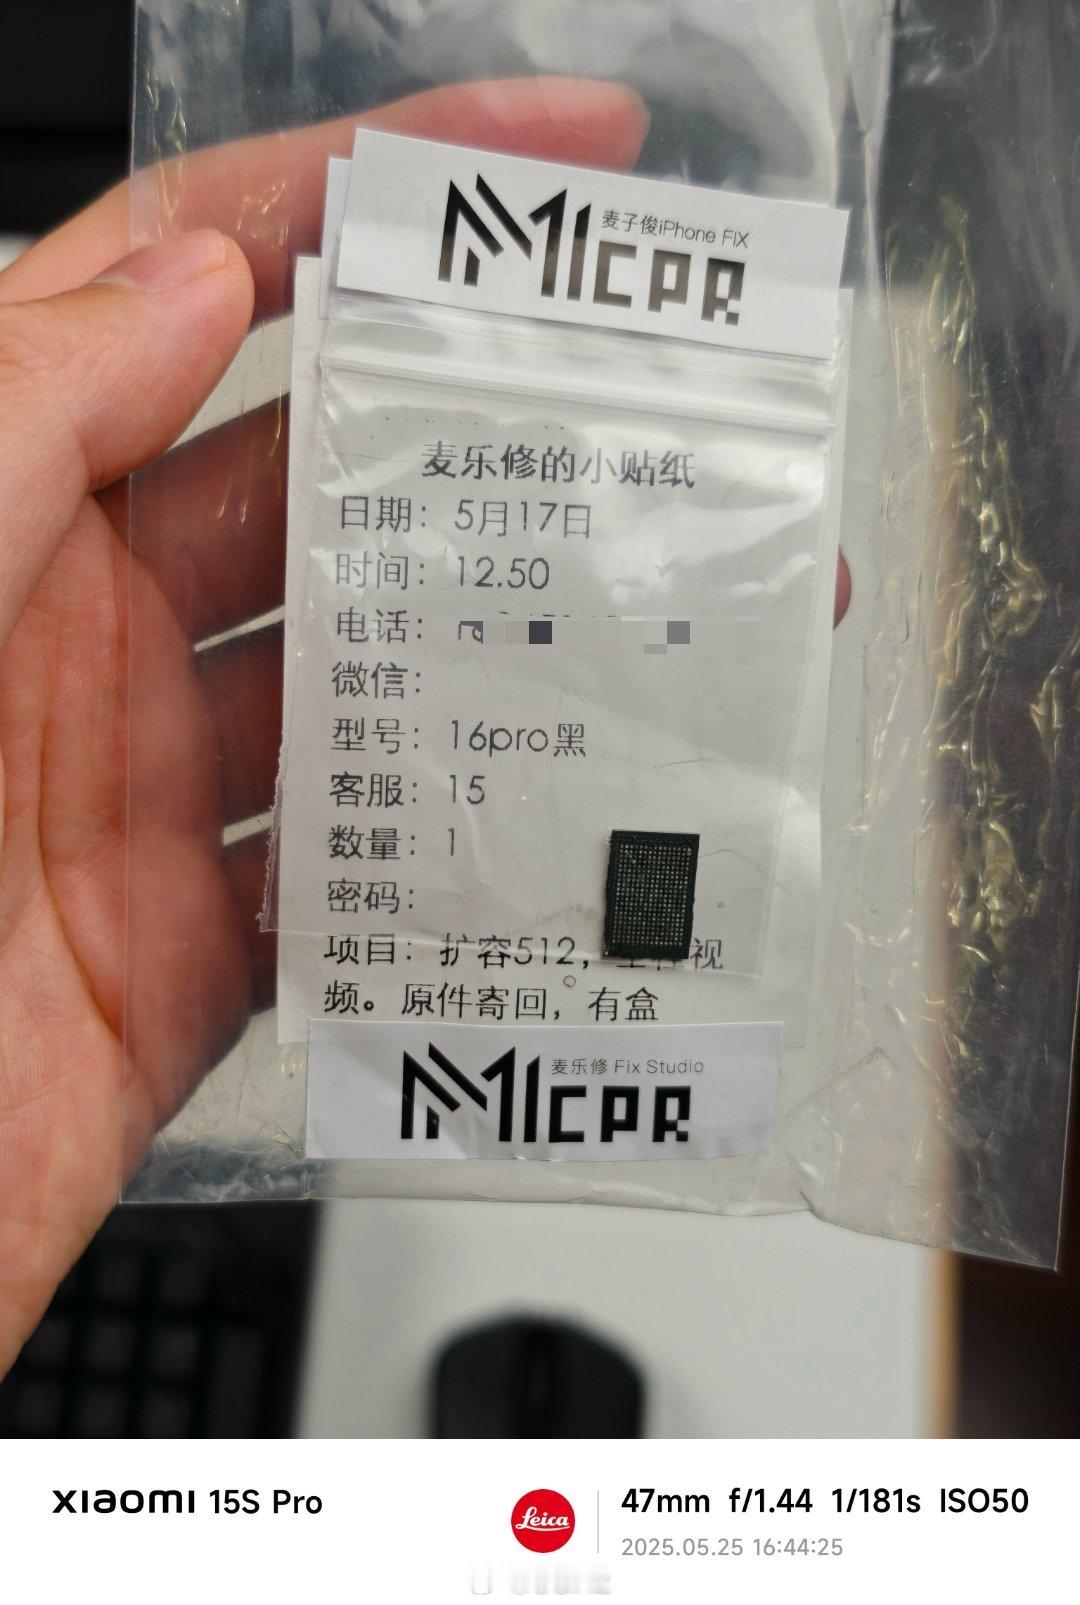 麦子俊iPhone FIX
MICPR
麦乐修的小贴纸
日期：5月17日
时间：12.50
电话：
微信：
型号：16pro黑
客服：15
数量：1
密码：
项目：扩容512，视
频。原件寄回，有盒
麦乐修 Fix Studio
MICPR
XIAOMI 15S Pro
Leica
47mm f/1.44 1/181s ISO50
2025.05.25 16:44:25